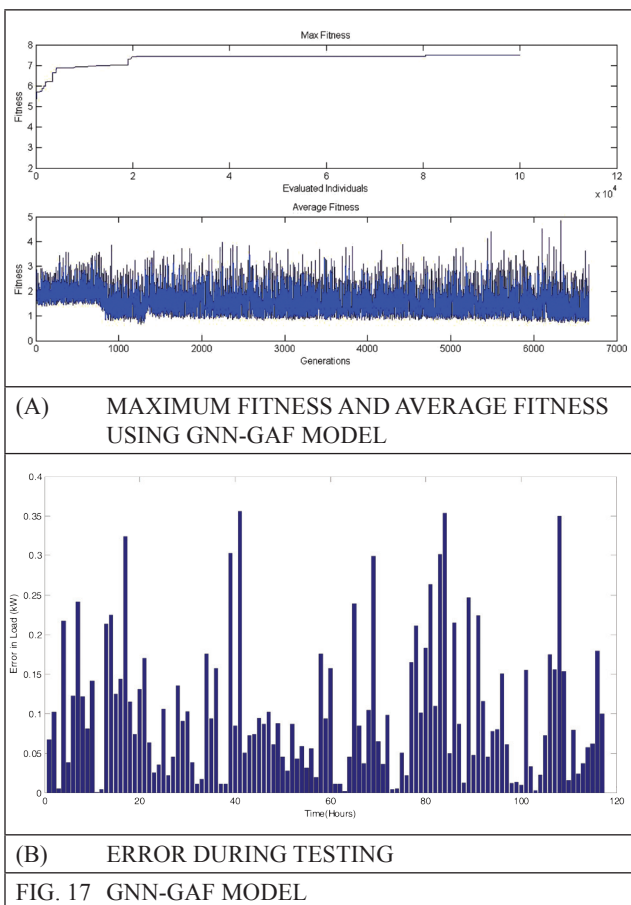 Max Fitness
8
7
6
5
4
3
2
Fitness
0 2 4 6 8 10 12
Evaluated Individuals
x 10^4
Average Fitness
5
4
3
2
1
0
Fitness
0 1000 2000 3000 4000 5000 6000 7000
Generations
(A) MAXIMUM FITNESS AND AVERAGE FITNESS
USING GNN-GAF MODEL
0.4
0.35
0.3
0.25
0.2
0.15
0.1
0.05
0
Error in Load (kW)
0 20 40 60 80 100 120
Time(Hours)
(B) ERROR DURING TESTING
FIG. 17 GNN-GAF MODEL